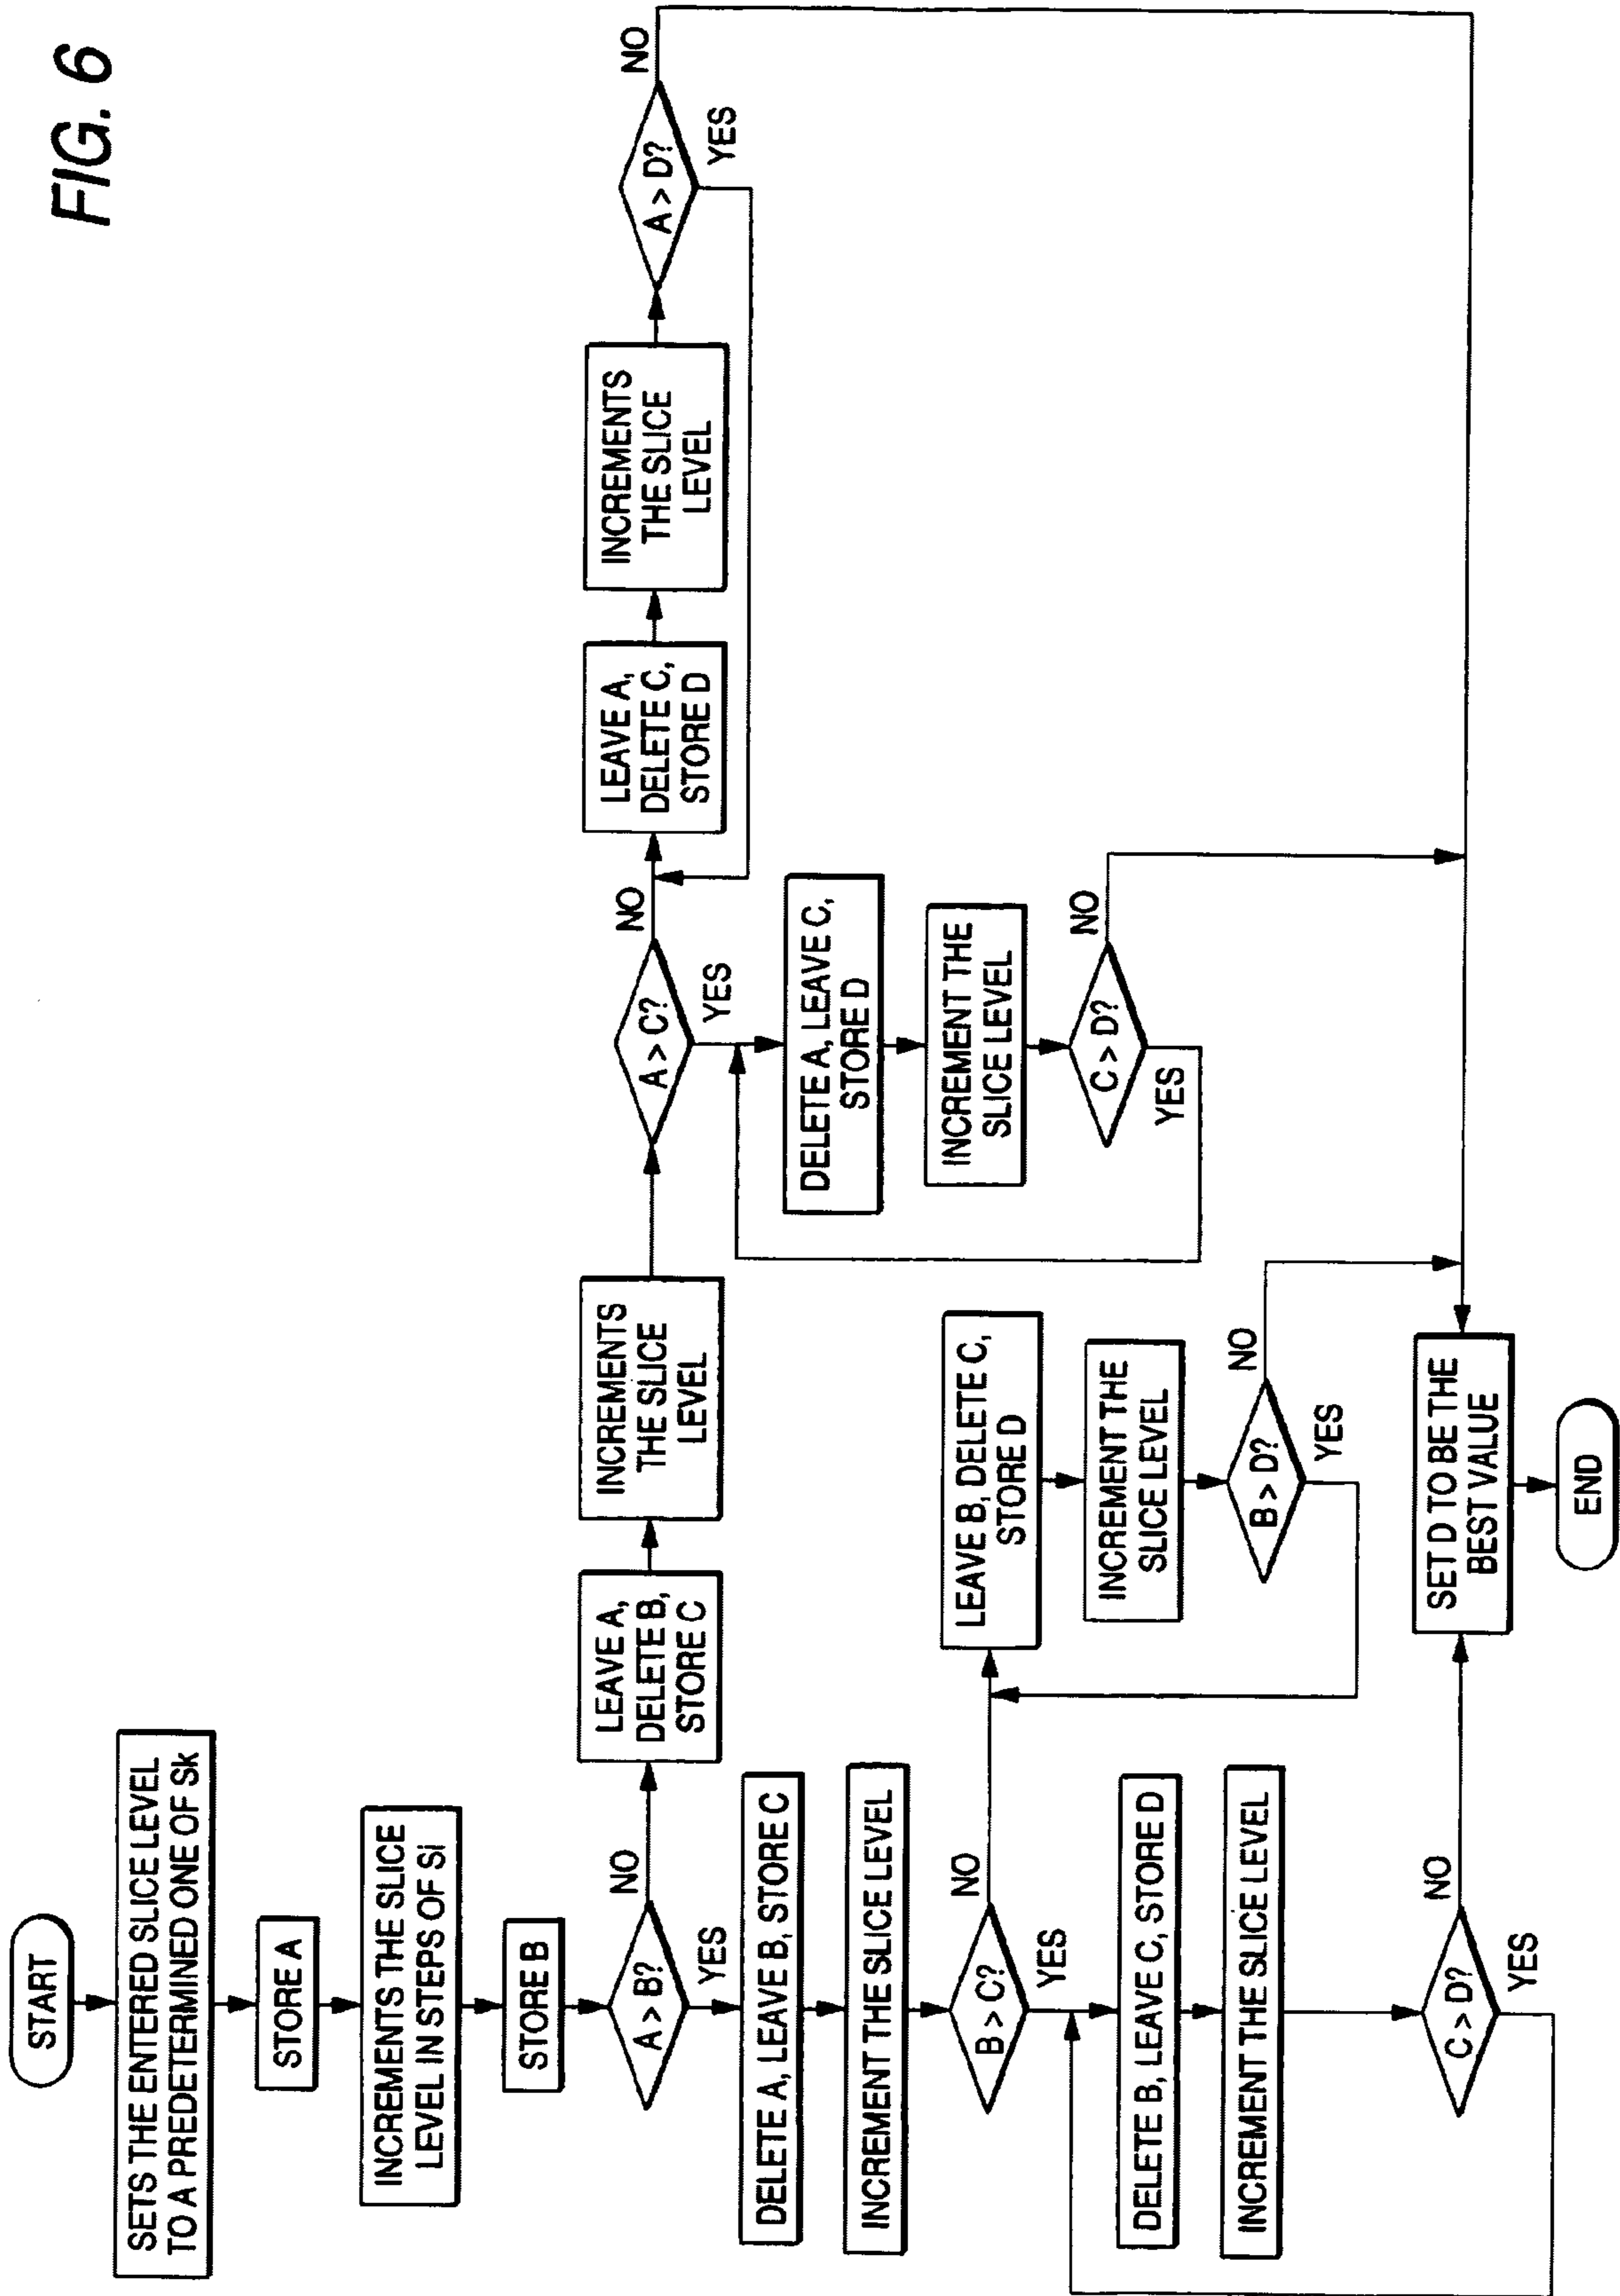 FIG. 6
START
SETS THE ENTERED SLICE LEVEL
TO A PREDETERMINED ONE OF Sk
STORE A
INCREMENTS THE SLICE
LEVEL IN STEPS OF Si
STORE B
A > B?
NO
YES
LEAVE A,
DELETE B,
STORE C
INCREMENTS
THE SLICE
LEVEL
A > C?
NO
YES
LEAVE A,
DELETE C,
STORE D
INCREMENTS
THE SLICE
LEVEL
A > D?
NO
YES
DELETE A, LEAVE C,
STORE D
INCREMENT THE
SLICE LEVEL
C > D?
NO
YES
DELETE A, LEAVE B, STORE C
INCREMENT THE SLICE LEVEL
B > C?
NO
YES
LEAVE B, DELETE C,
STORE D
INCREMENT THE
SLICE LEVEL
B > D?
NO
YES
DELETE B, LEAVE C, STORE D
INCREMENT THE SLICE LEVEL
C > D?
NO
YES
SET D TO BE THE
BEST VALUE
END